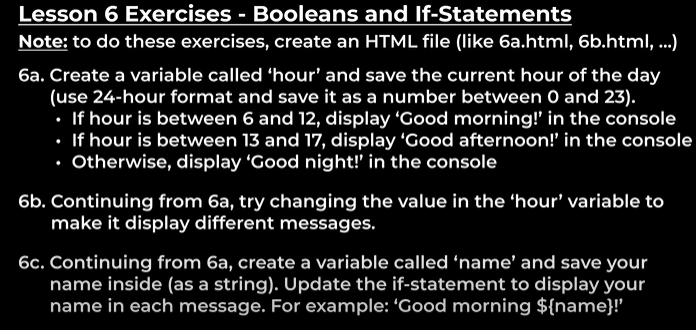 Lesson 6 Exercises - Booleans and If-Statements
Note: to do these exercises, create an HTML file (like 6a.html, 6b.html, ...)
6a. Create a variable called ‘hour’ and save the current hour of the day
(use 24-hour format and save it as a number between 0 and 23).
• If hour is between 6 and 12, display ‘Good morning!’ in the console
• If hour is between 13 and 17, display ‘Good afternoon!’ in the console
• Otherwise, display ‘Good night!’ in the console
6b. Continuing from 6a, try changing the value in the ‘hour’ variable to
make it display different messages.
6c. Continuing from 6a, create a variable called ‘name’ and save your
name inside (as a string). Update the if-statement to display your
name in each message. For example: ‘Good morning ${name}!’